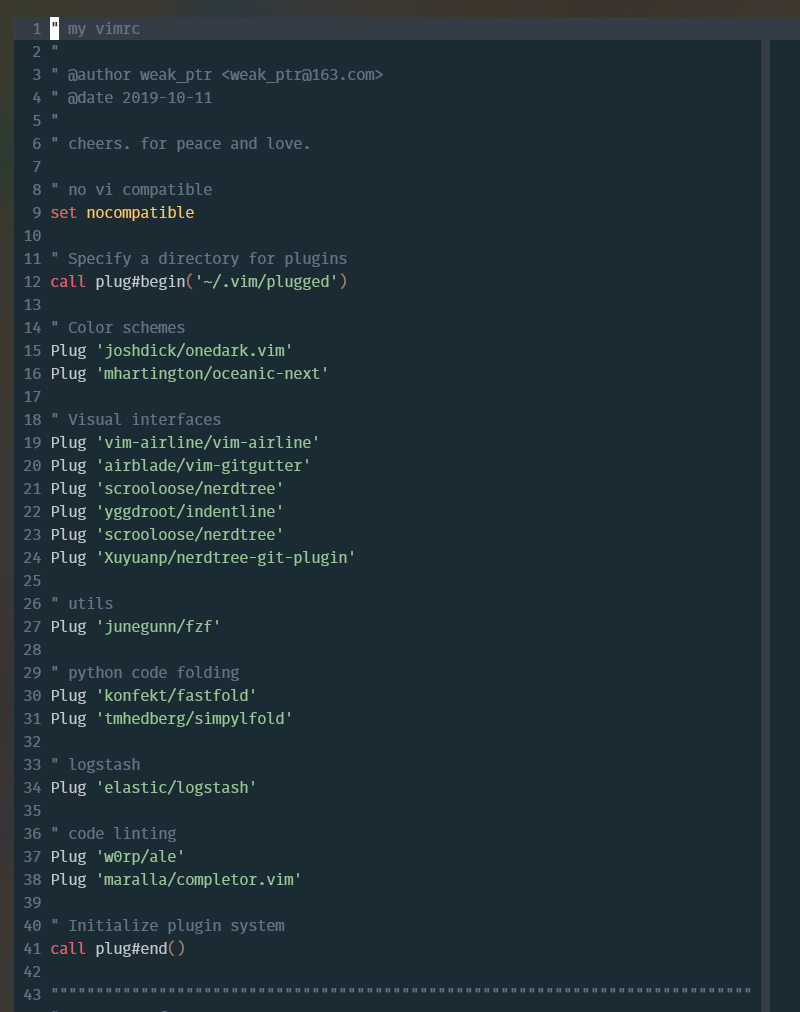 1 " my vimrc
2 "
3 " @author weak_ptr <weak_ptr@163.com>
4 " @date 2019-10-11
5 "
6 " cheers. for peace and love.
7
8 " no vi compatible
9 set nocompatible
10
11 " Specify a directory for plugins
12 call plug#begin('~/.vim/plugged')
13
14 " Color schemes
15 Plug 'joshdick/onedark.vim'
16 Plug 'mhartington/oceanic-next'
17
18 " Visual interfaces
19 Plug 'vim-airline/vim-airline'
20 Plug 'airblade/vim-gitgutter'
21 Plug 'scrooloose/nerdtree'
22 Plug 'yggdroot/indentline'
23 Plug 'scrooloose/nerdtree'
24 Plug 'Xuyuanp/nerdtree-git-plugin'
25
26 " utils
27 Plug 'junegunn/fzf'
28
29 " python code folding
30 Plug 'konfekt/fastfold'
31 Plug 'tmhedberg/simpylfold'
32
33 " logstash
34 Plug 'elastic/logstash'
35
36 " code linting
37 Plug 'w0rp/ale'
38 Plug 'maralla/completor.vim'
39
40 " Initialize plugin system
41 call plug#end()
42
43 """"""""""""""""""""""""""""""""""""""""""""""""""""""""""""""""""""""""""""""